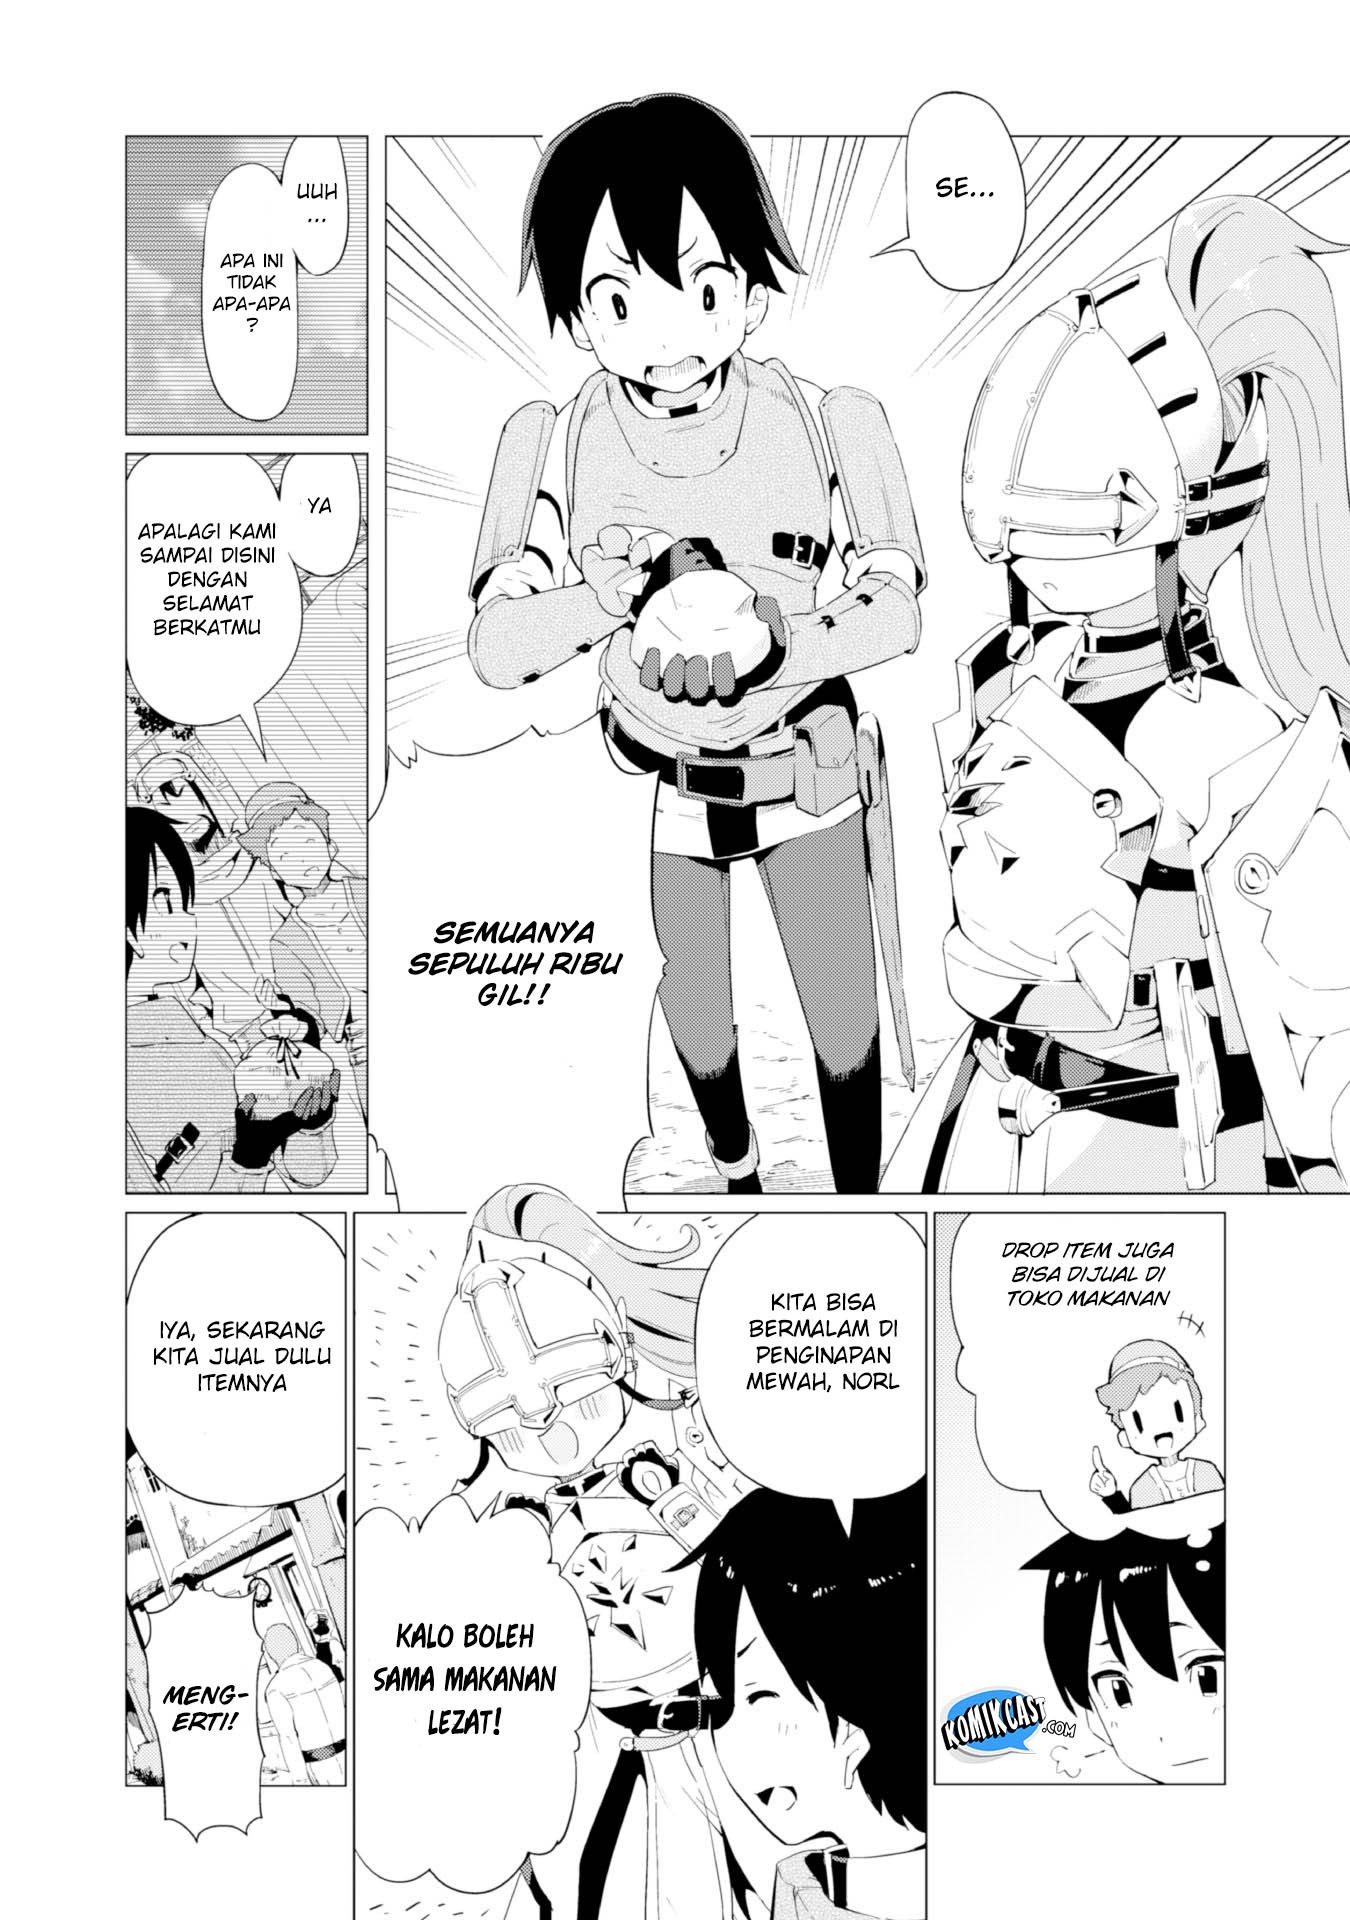 SE...
SEMUANYA
SEPULUH RIBU
GIL!!
UUH
...
APA INI
TIDAK
APA-APA
?
YA
APALAGI KAMI
SAMPAI DISINI
DENGAN
SELAMAT
BERKATMU
DROP ITEM JUGA
BISA DIJUAL DI
TOKO MAKANAN
KOMIKCAST
.COM
KITA BISA
BERMALAM DI
PENGINAPAN
MEWAH, NORL
KALO BOLEH
SAMA MAKANAN
LEZAT!
IYA, SEKARANG
KITA JUAL DULU
ITEMNYA
MENG-
ERTI!